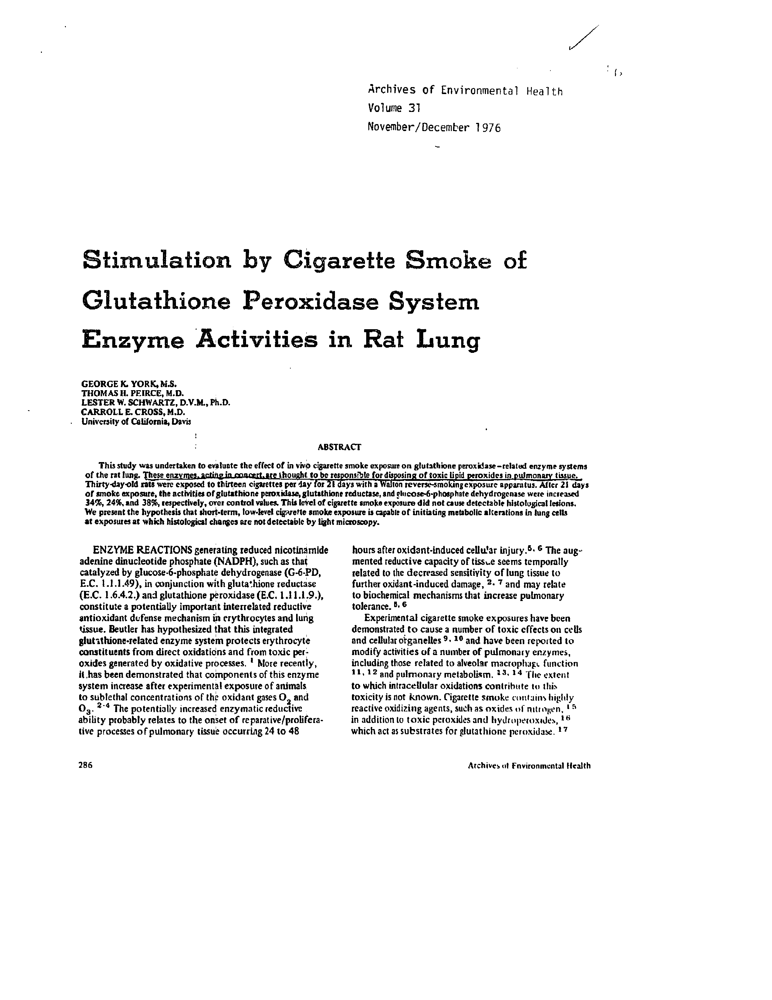 Archives of Environmental Health
Volume 31
November/December 1976
Stimulation by Cigarette Smoke of
Glutathione Peroxidase System
Enzyme Activities in Rat Lung
GEORGE K. YORK, M.S.
THOMAS H. PEIRCE, M.D.
LESTER W. SCHWARTZ, D.V.M., Ph.D.
CARROLL E. CROSS, M.D.
University of California, Davis
ABSTRACT
This study was undertaken to evaluate the effect of in vivo cigarette smoke exposure on glutathione peroxidase–related enzyme systems
of the rat lung. These enzymes, acting in concert, are thought to be responsible for disposing of toxic lipid peroxides in pulmonary tissue.
Thirty-day-old rats were exposed to thirteen cigarettes per day for 21 days with a Walton reverse-smoking exposure apparatus. After 21 days
of smoke exposure, the activities of glutathione peroxidase, glutathione reductase, and glucose-6-phosphate dehydrogenase were increased
34%, 24%, and 38%, respectively, over control values. This level of cigarette smoke exposure did not cause detectable histological lesions.
We present the hypothesis that short-term, low-level cigarette smoke exposure is capable of initiating metabolic alterations in lung cells
at exposures at which histological changes are not detectable by light microscopy.
ENZYME REACTIONS generating reduced nicotinamide
adenine dinucleotide phosphate (NADPH), such as that
catalyzed by glucose-6-phosphate dehydrogenase (G-6-PD,
E.C. 1.1.1.49), in conjunction with glutathione reductase
(E.C. 1.6.4.2.) and glutathione peroxidase (E.C. 1.11.1.9.),
constitute a potentially important interrelated reductive
antioxidant defense mechanism in erythrocytes and lung
tissue. Beutler has hypothesized that this integrated
glutathione-related enzyme system protects erythrocyte
constituents from direct oxidations and from toxic per-
oxides generated by oxidative processes. 1 More recently,
it has been demonstrated that components of this enzyme
system increase after experimental exposure of animals
to sublethal concentrations of the oxidant gases O2 and
O3. 2-4 The potentially increased enzymatic reductive
ability probably relates to the onset of reparative/prolifera-
tive processes of pulmonary tissue occurring 24 to 48
hours after oxidant-induced cellular injury.5, 6 The aug-
mented reductive capacity of tissue seems temporally
related to the decreased sensitivity of lung tissue to
further oxidant-induced damage, 2, 7 and may relate
to biochemical mechanisms that increase pulmonary
tolerance. 8, 6
Experimental cigarette smoke exposures have been
demonstrated to cause a number of toxic effects on cells
and cellular organelles 9, 10 and have been reported to
modify activities of a number of pulmonary enzymes,
including those related to alveolar macrophage function
11, 12 and pulmonary metabolism. 13, 14 The extent
to which intracellular oxidations contribute to this
toxicity is not known. Cigarette smoke contains highly
reactive oxidizing agents, such as oxides of nitrogen, 15
in addition to toxic peroxides and hydroperoxides, 16
which act as substrates for glutathione peroxidase. 17
286
Archives of Environmental Health